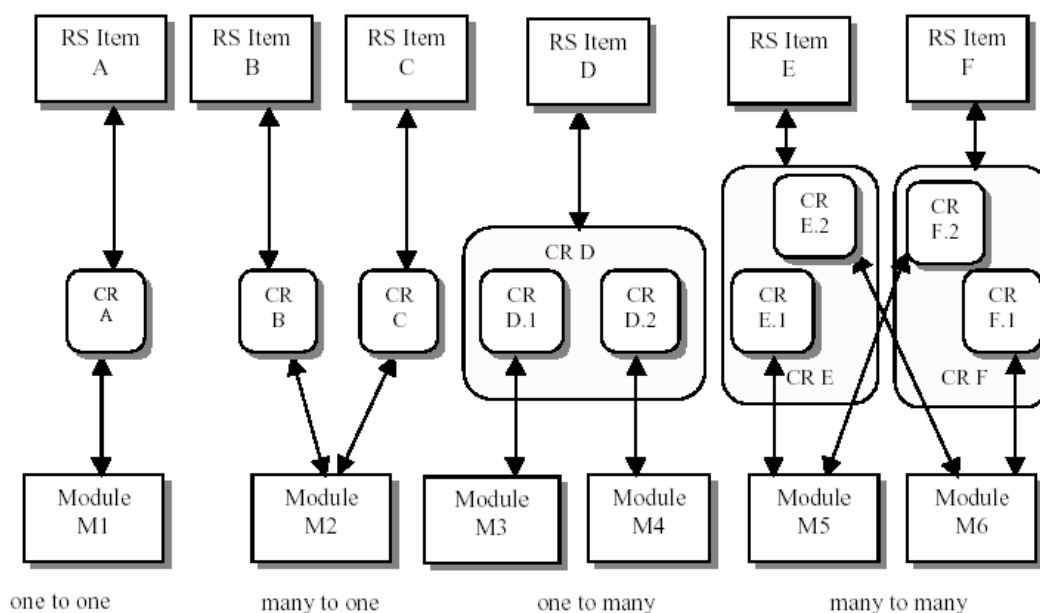 RS Item
A
RS Item
B
RS Item
C
RS Item
D
RS Item
E
RS Item
F
CR
E.2
CR
F.2
CR D
CR
A
CR
B
CR
C
CR
D.1
CR
D.2
CR
E.1
CR
F.1
CR E
CR F
Module
M1
Module
M2
Module
M3
Module
M4
Module
M5
Module
M6
one to one
many to one
one to many
many to many